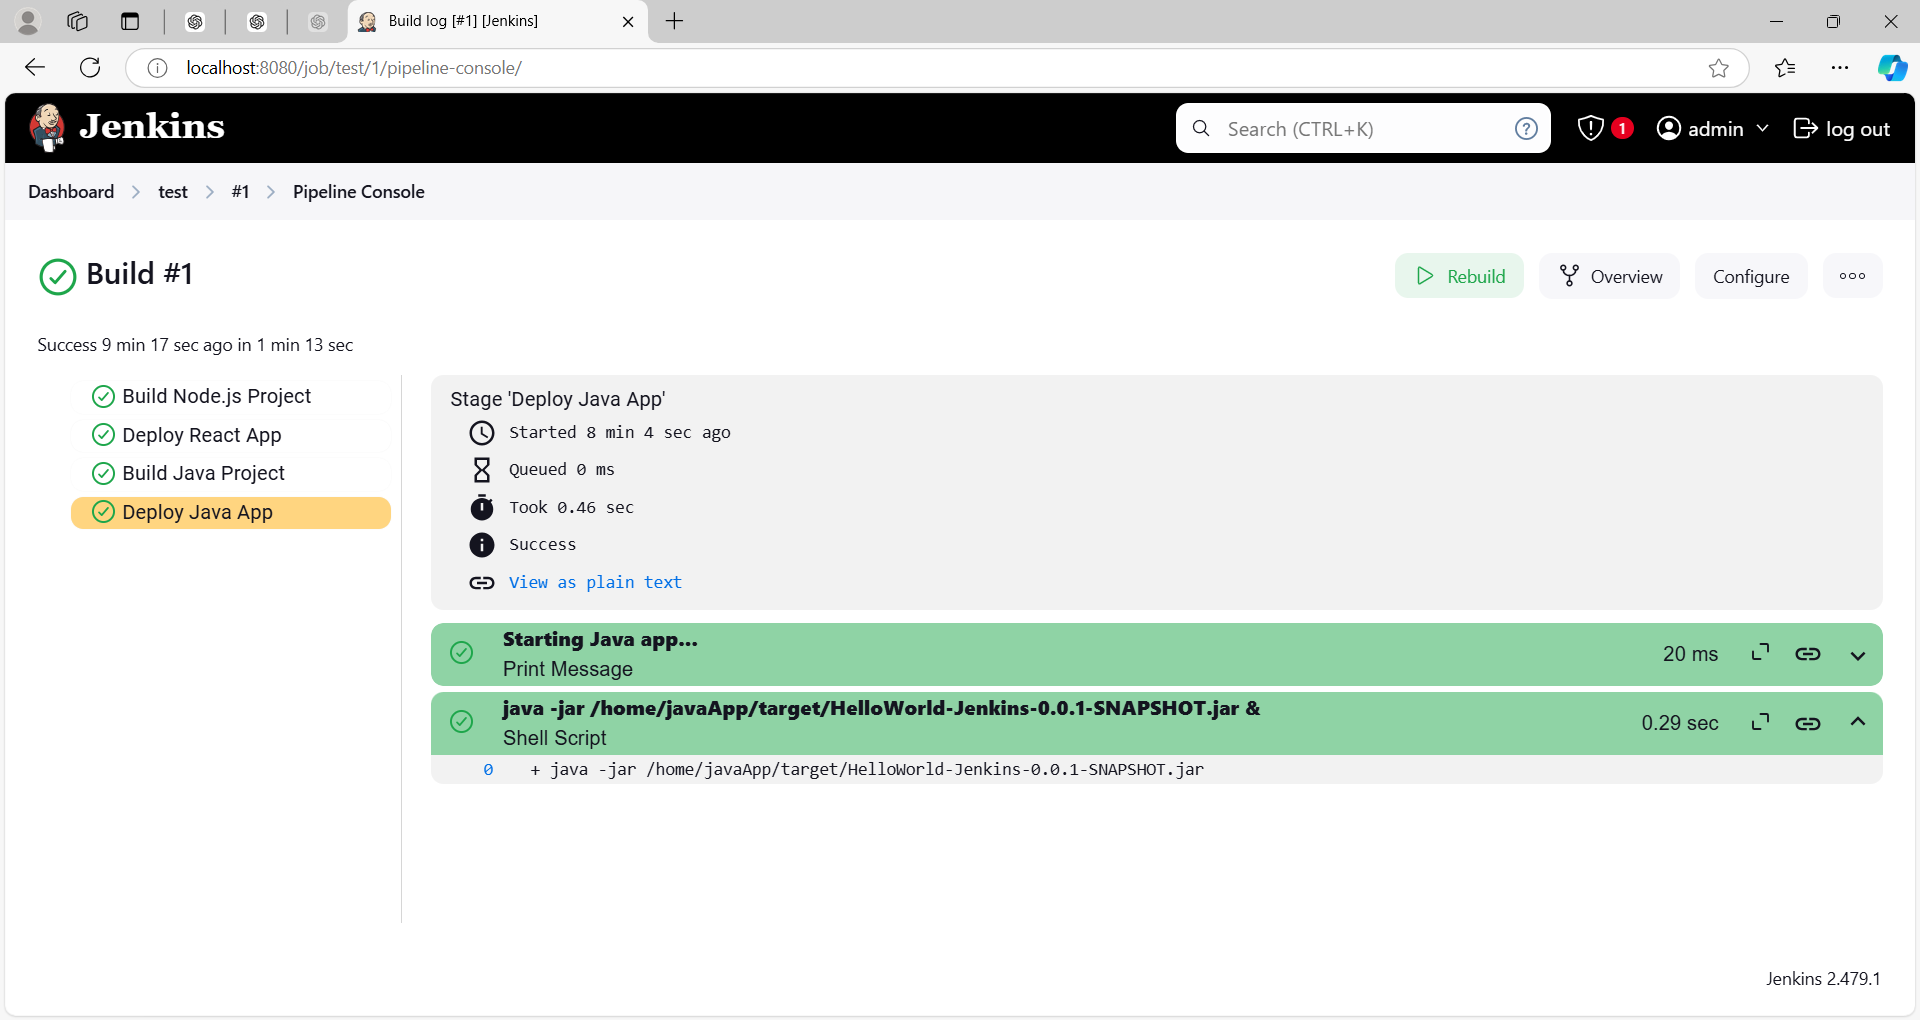 Build log [#1] [Jenkins]
localhost:8080/job/test/1/pipeline-console/
Jenkins
Search (CTRL+K)
?
1
admin
log out
Dashboard
test
#1
Pipeline Console
Build #1
Rebuild
Overview
Configure
Success 9 min 17 sec ago in 1 min 13 sec
Build Node.js Project
Deploy React App
Build Java Project
Deploy Java App
Stage 'Deploy Java App'
Started 8 min 4 sec ago
Queued 0 ms
Took 0.46 sec
Success
View as plain text
Starting Java app...
Print Message
20 ms
java -jar /home/javaApp/target/HelloWorld-Jenkins-0.0.1-SNAPSHOT.jar &
Shell Script
0.29 sec
0 + java -jar /home/javaApp/target/HelloWorld-Jenkins-0.0.1-SNAPSHOT.jar
Jenkins 2.479.1